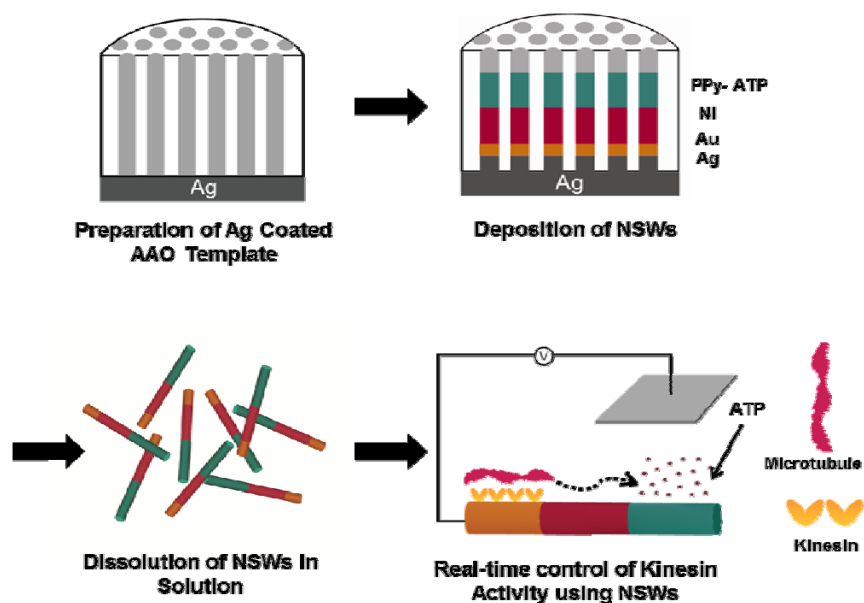 Ag
Preparation of Ag Coated
AAO Template
PPy- ATP
Ni
Au
Ag
Ag
Deposition of NSWs
Dissolution of NSWs in
Solution
V
ATP
Microtubule
Kinesin
Real-time control of Kinesin
Activity using NSWs